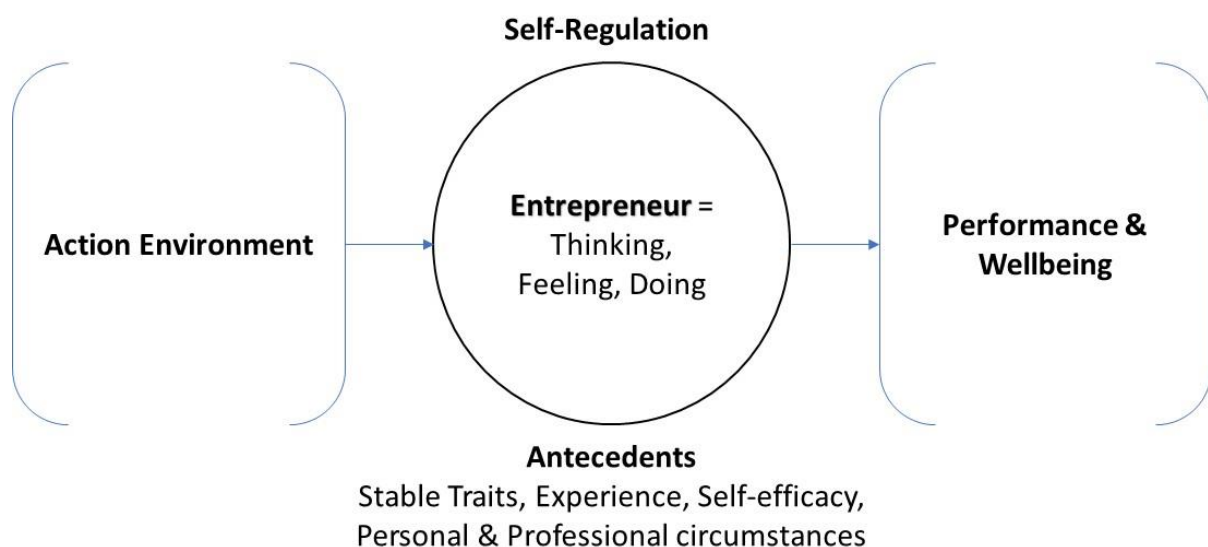 Self-Regulation
Action Environment
Entrepreneur =
Thinking,
Feeling, Doing
Performance &
Wellbeing
Antecedents
Stable Traits, Experience, Self-efficacy,
Personal & Professional circumstances